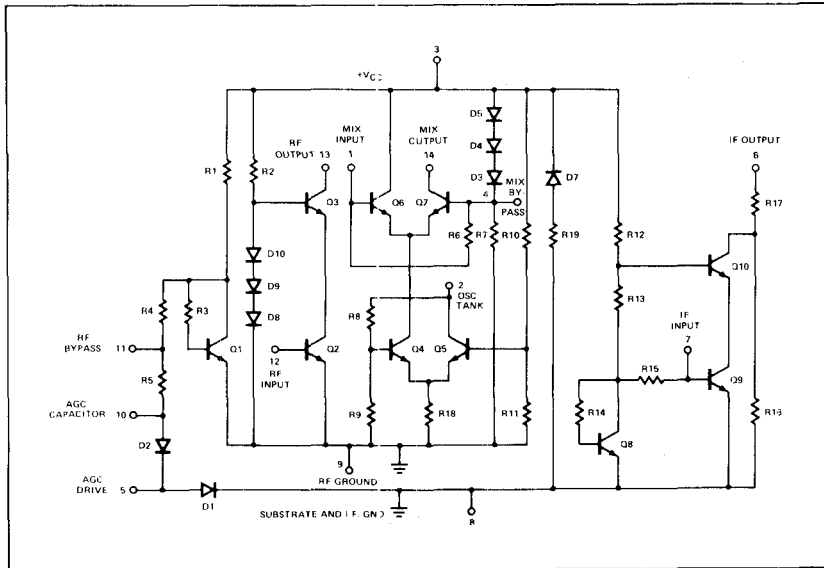 3
+VCC
D5
RF OUTPUT
13
MIX INPUT
1
MIX CUTPUT
14
D4
IF OUTPUT
6
R1
R2
D3
4
MIX BY-PASS
D7
Q3
Q6
Q7
R17
R6
R7
R10
R19
R12
D10
Q10
D9
2
OSC TANK
R13
R4
R3
D8
R8
IF INPUT
7
RF BYPASS
11
Q1
12
RF INPUT
Q2
Q4
Q5
R15
Q9
R5
R14
AGC CAPACITOR
10
R9
R18
R11
R16
Q8
D2
9
RF GROUND
AGC DRIVE
5
D1
SUBSTRATE AND I.F. GND
8